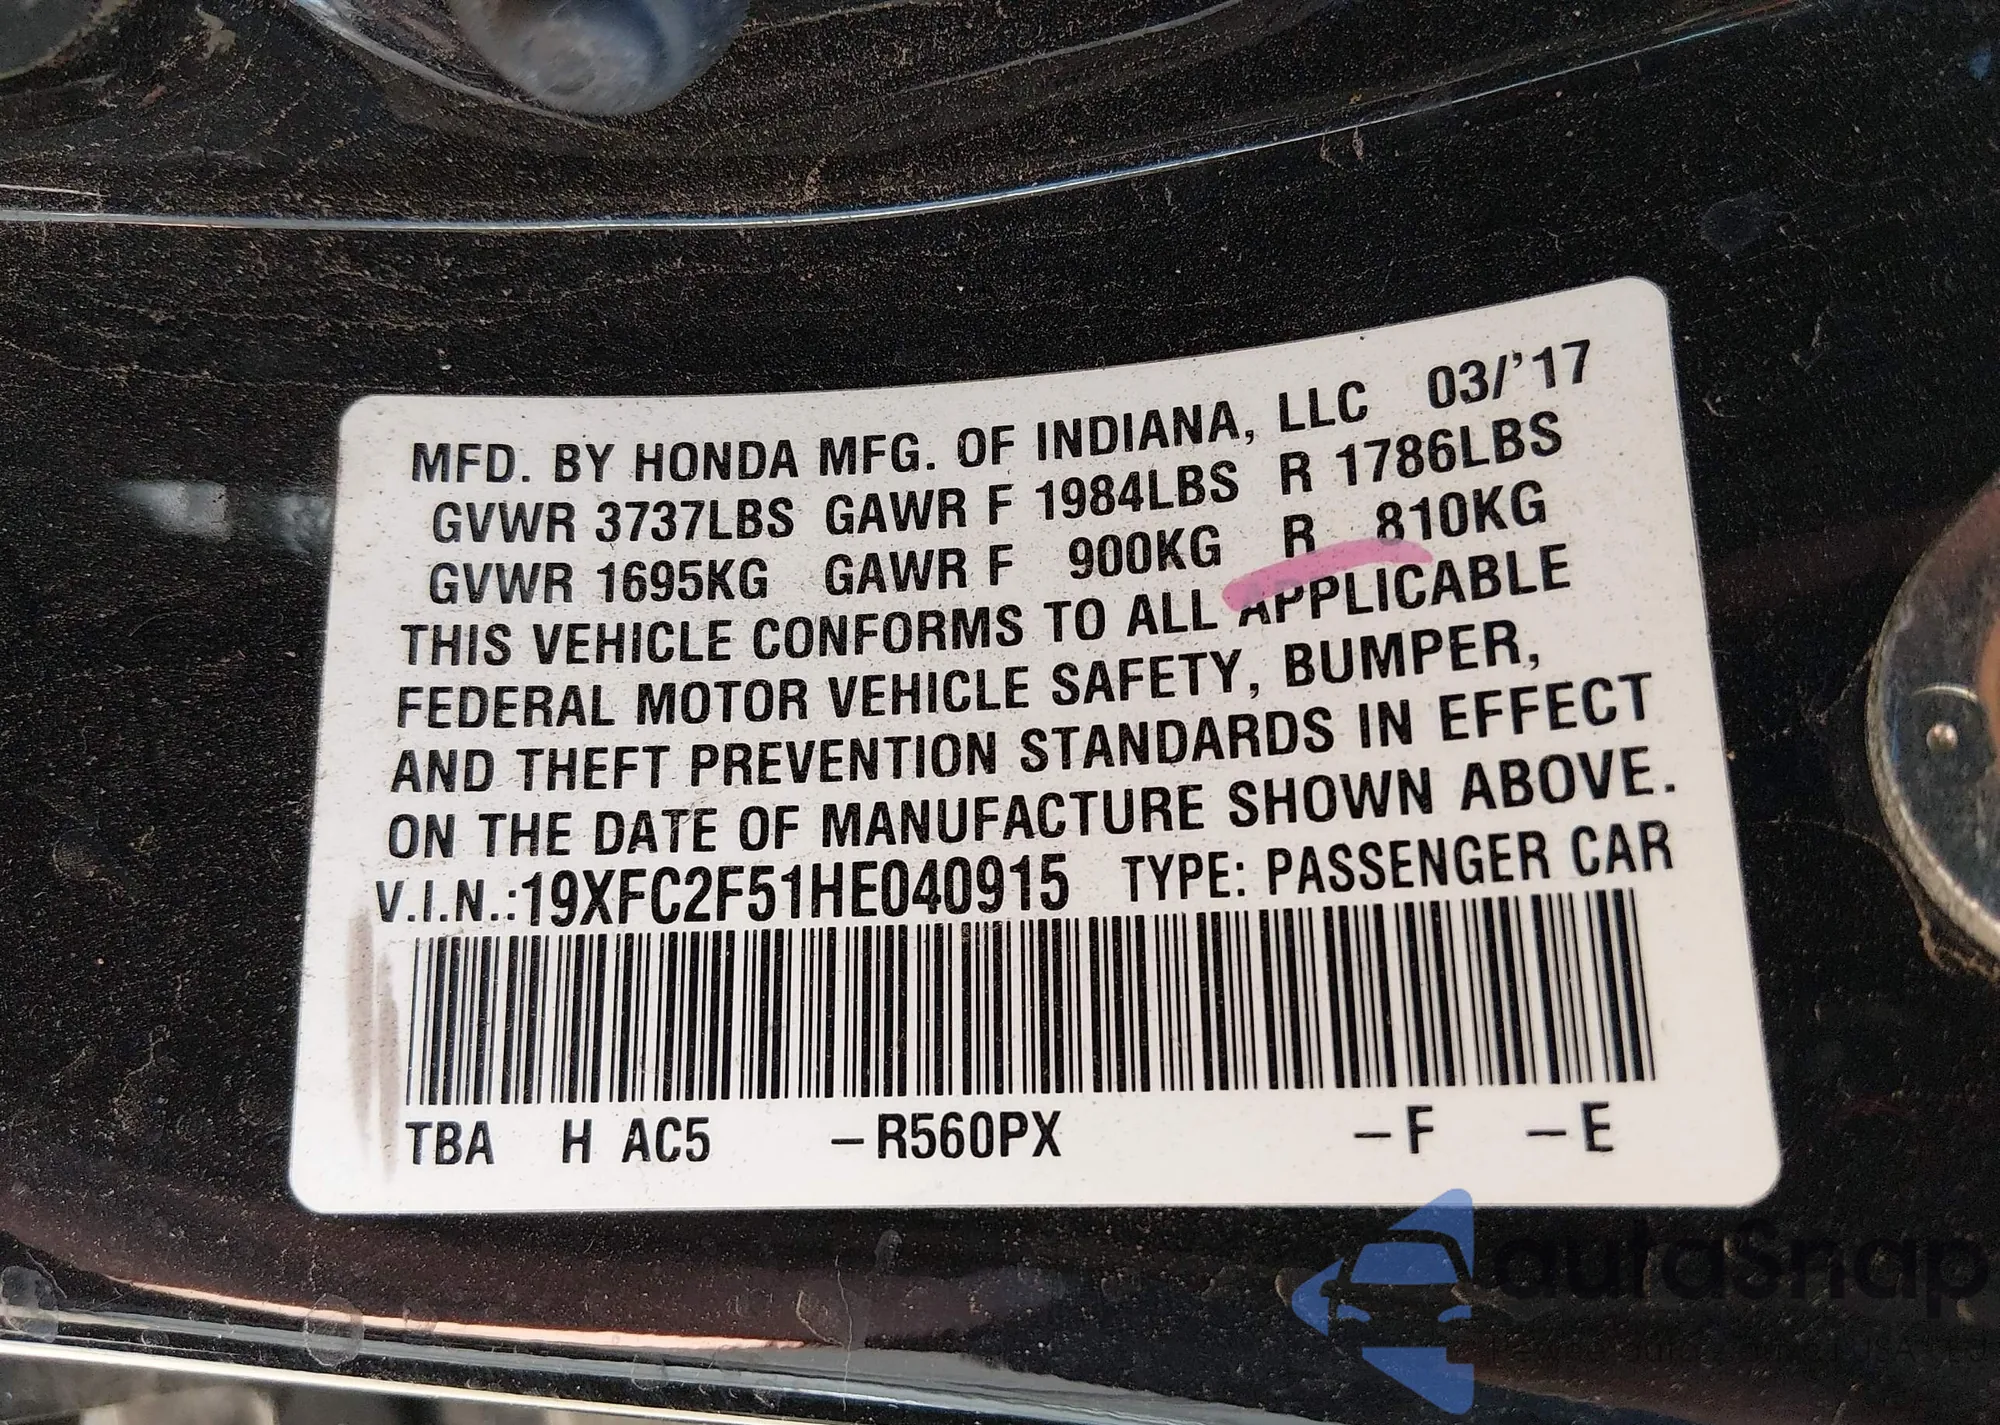 MFD. BY HONDA MFG. OF INDIANA, LLC 03/'17
GVWR 3737LBS GAWR F 1984LBS R 1786LBS
GVWR 1695KG GAWR F 900KG R 810KG
THIS VEHICLE CONFORMS TO ALL APPLICABLE
FEDERAL MOTOR VEHICLE SAFETY, BUMPER,
AND THEFT PREVENTION STANDARDS IN EFFECT
ON THE DATE OF MANUFACTURE SHOWN ABOVE.
V.I.N.:19XFC2F51HE040915 TYPE: PASSENGER CAR
TBA H AC5 –R560PX –F –E
autaSnap